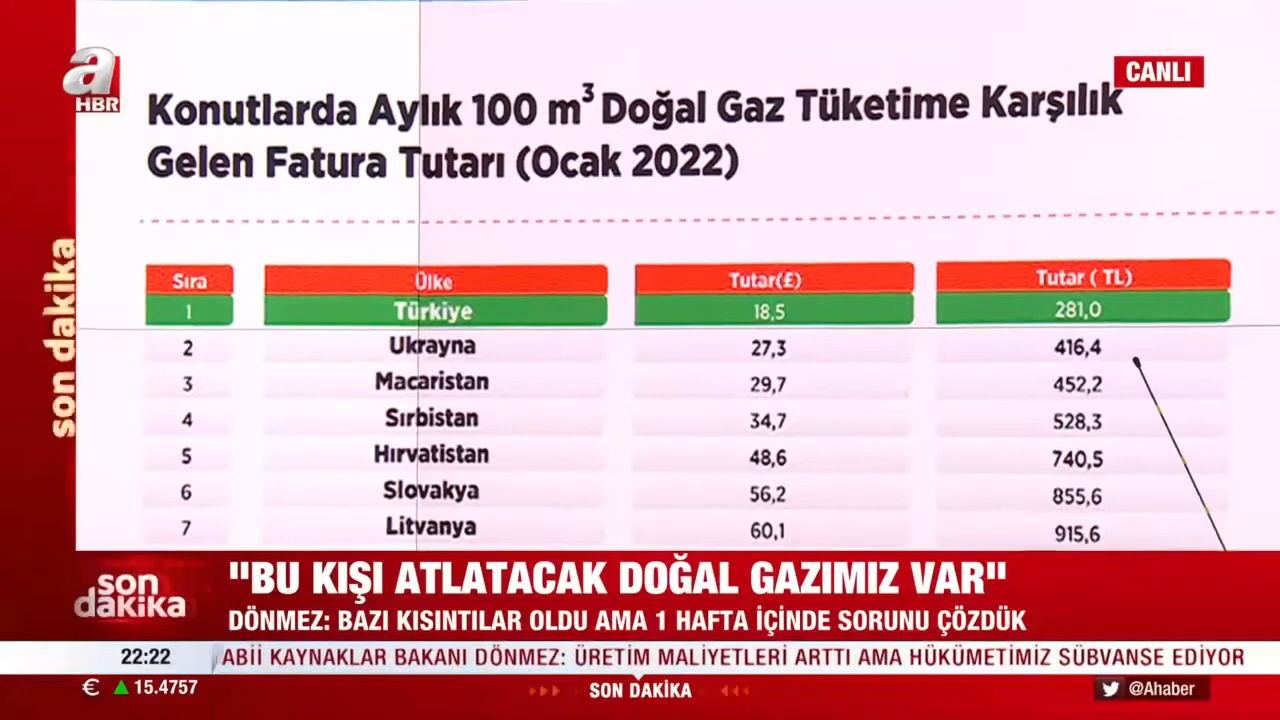 a
HBR
CANLI
Konutlarda Aylık 100 m³ Doğal Gaz Tüketime Karşılık
Gelen Fatura Tutarı (Ocak 2022)
son dakika
Sıra Ülke Tutar(£) Tutar ( TL)
1 Türkiye 18,5 281,0
2 Ukrayna 27,3 416,4
3 Macaristan 29,7 452,2
4 Sırbistan 34,7 528,3
5 Hırvatistan 48,6 740,5
6 Slovakya 56,2 855,6
7 Litvanya 60,1 915,6
son
dakika
"BU KIŞI ATLATACAK DOĞAL GAZIMIZ VAR"
DÖNMEZ: BAZI KISINTILAR OLDU AMA 1 HAFTA İÇİNDE SORUNU ÇÖZDÜK
22:22
ABİİ KAYNAKLAR BAKANI DÖNMEZ: ÜRETİM MALİYETLERİ ARTTI AMA HÜKÜMETİMİZ SÜBVANSE EDİYOR
€ ▲ 15.4757
SON DAKİKA
@Ahaber